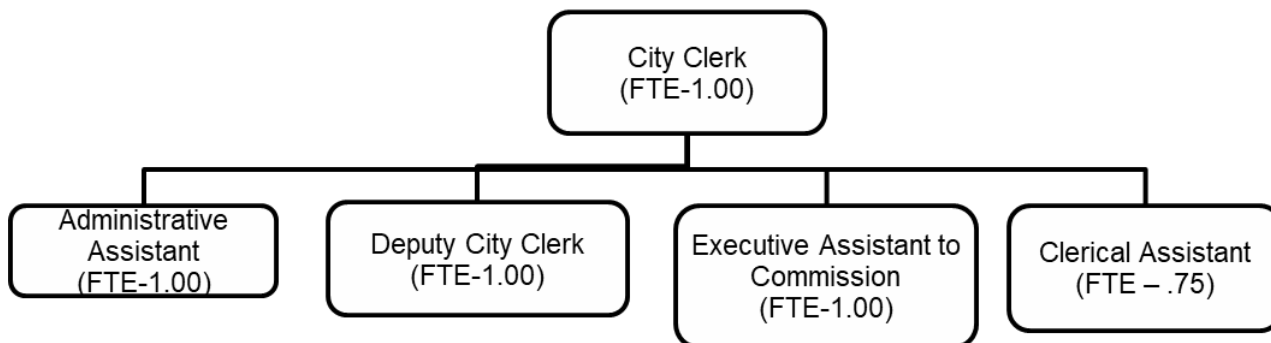 City Clerk
(FTE-1.00)
Administrative
Assistant
(FTE-1.00)
Deputy City Clerk
(FTE-1.00)
Executive Assistant to
Commission
(FTE-1.00)
Clerical Assistant
(FTE – .75)